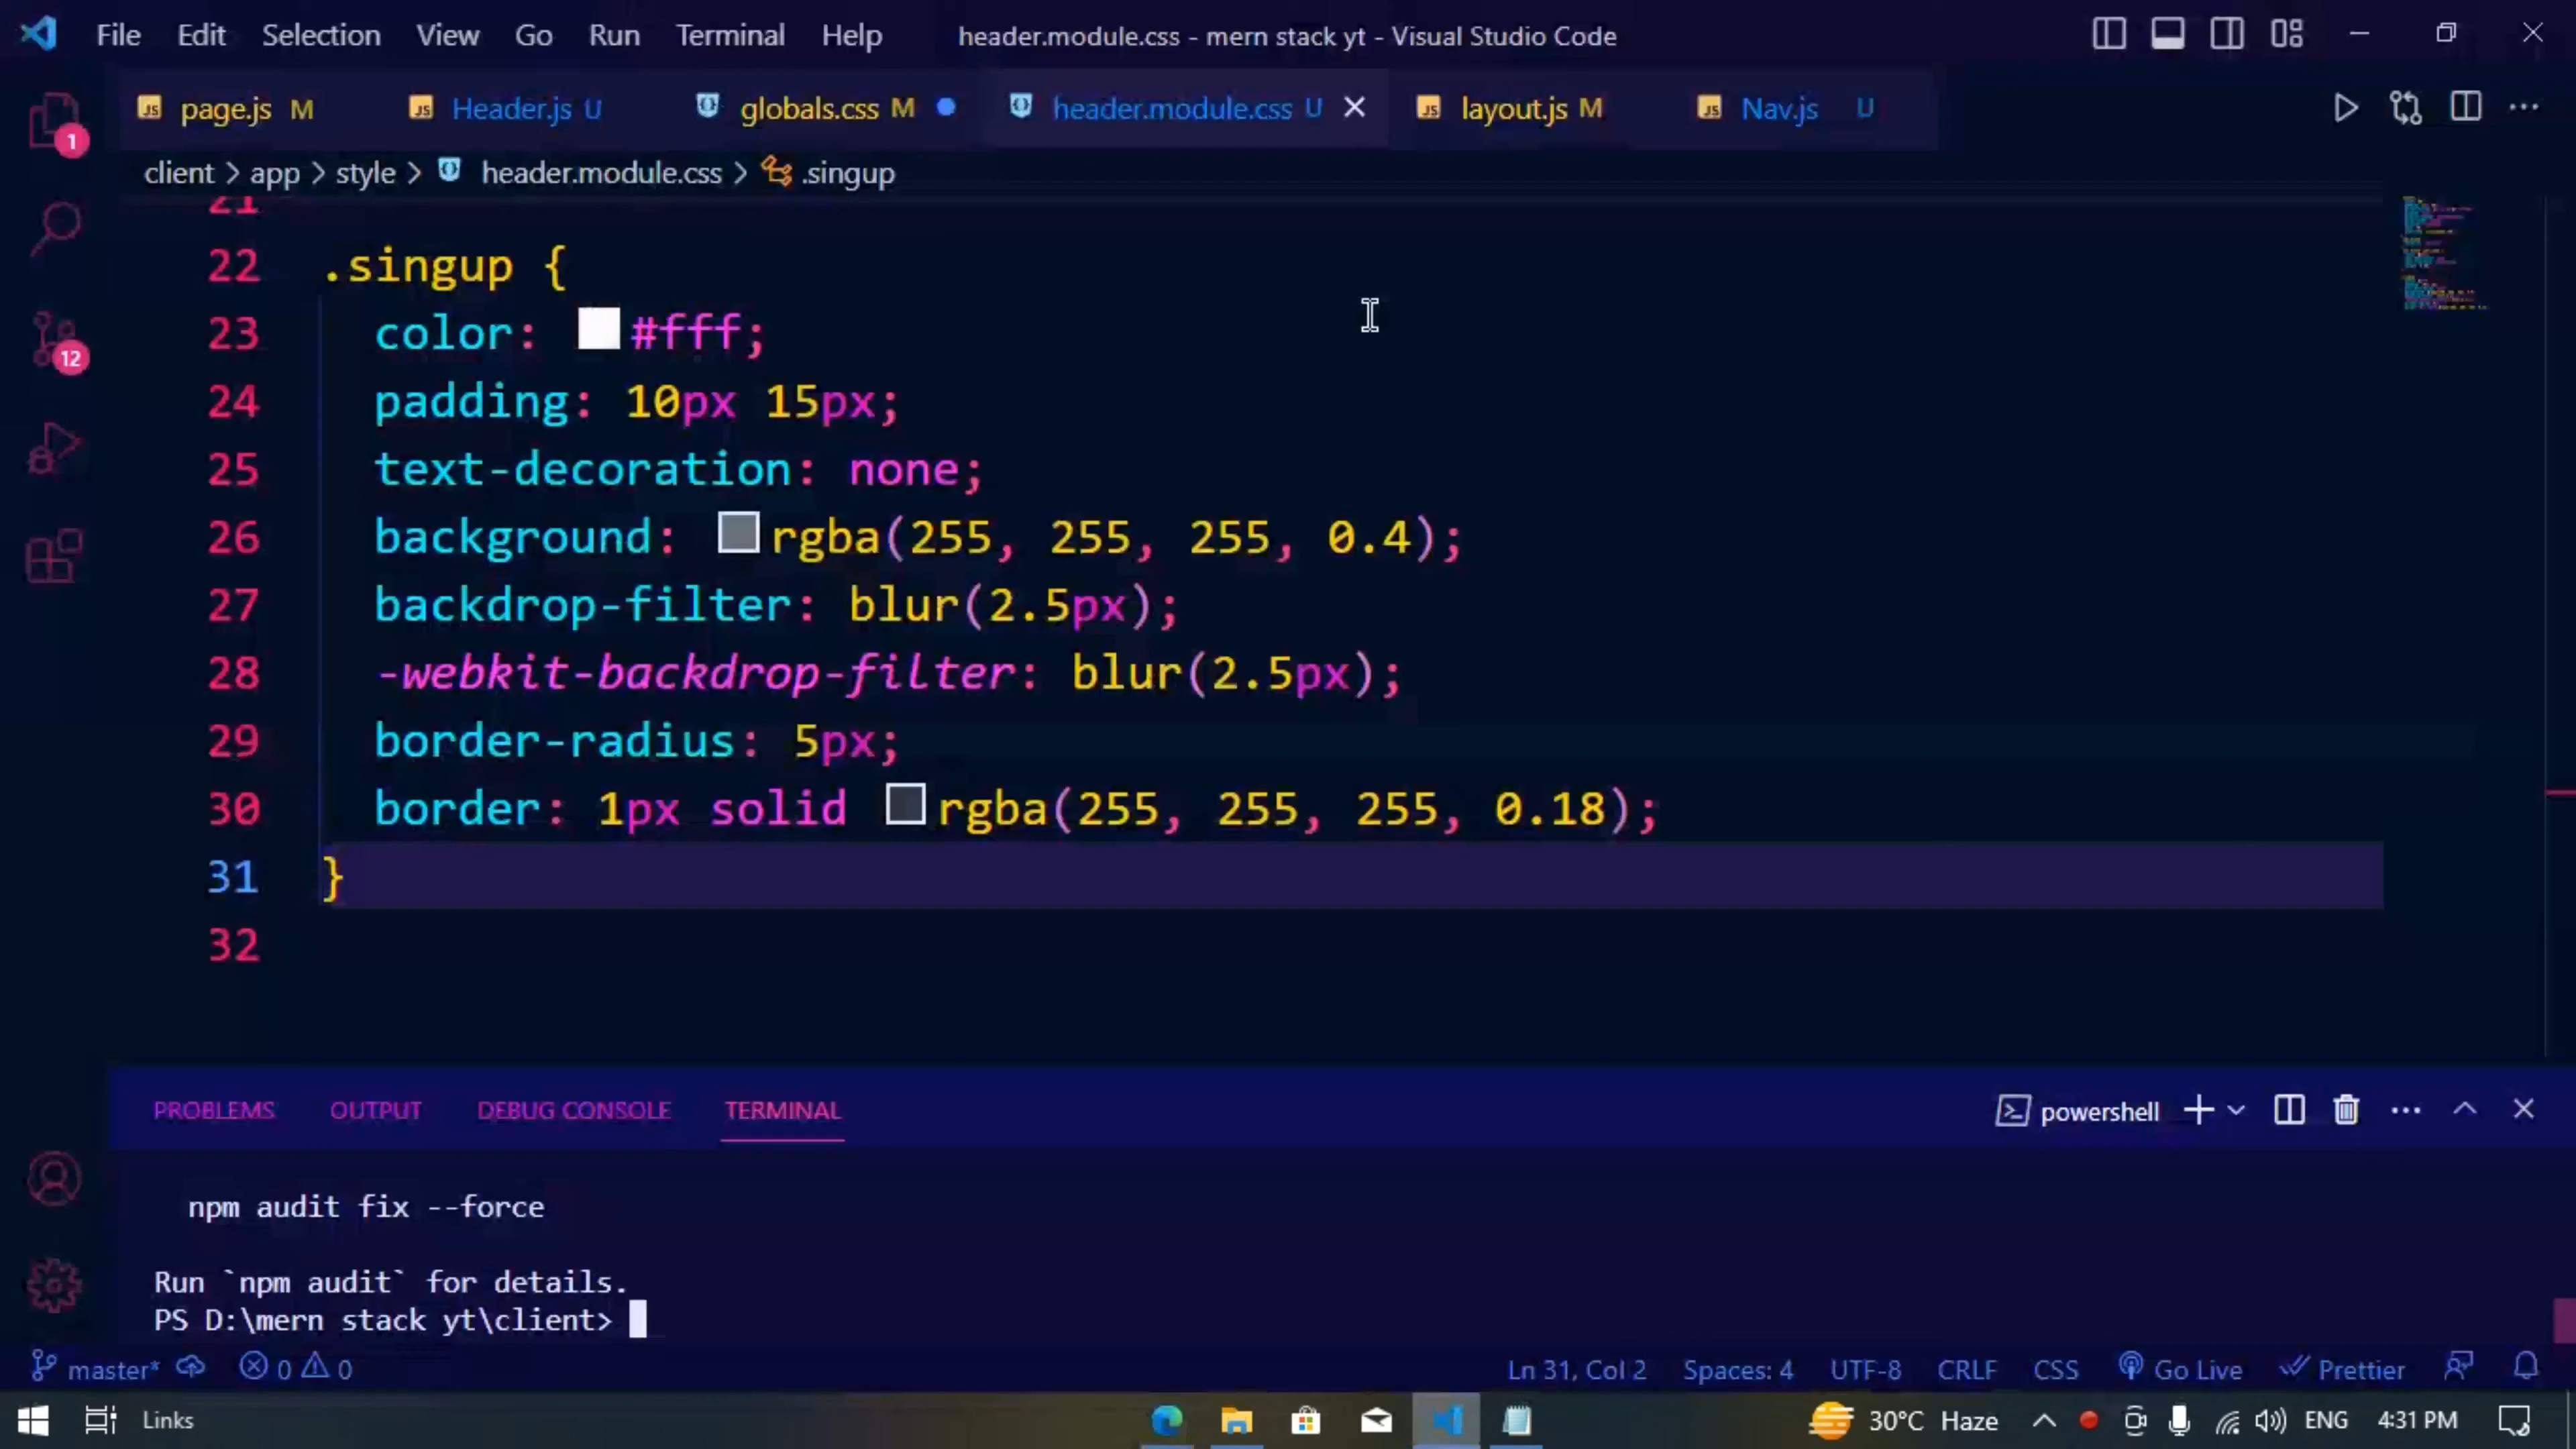 File Edit Selection View Go Run Terminal Help header.module.css - mern stack yt - Visual Studio Code
page.js M Header.js U globals.css M header.module.css U layout.js M Nav.js U
1
client > app > style > header.module.css > .singup
21
22 .singup {
23 color: #fff;
24 padding: 10px 15px;
12
25 text-decoration: none;
26 background: rgba(255, 255, 255, 0.4);
27 backdrop-filter: blur(2.5px);
28 -webkit-backdrop-filter: blur(2.5px);
29 border-radius: 5px;
30 border: 1px solid rgba(255, 255, 255, 0.18);
31 }
32
PROBLEMS OUTPUT DEBUG CONSOLE TERMINAL powershell
npm audit fix --force
Run `npm audit` for details.
PS D:\mern stack yt\client>
master* 0 0 Ln 31, Col 2 Spaces: 4 UTF-8 CRLF CSS Go Live Prettier
Links 30°C Haze ENG 4:31 PM